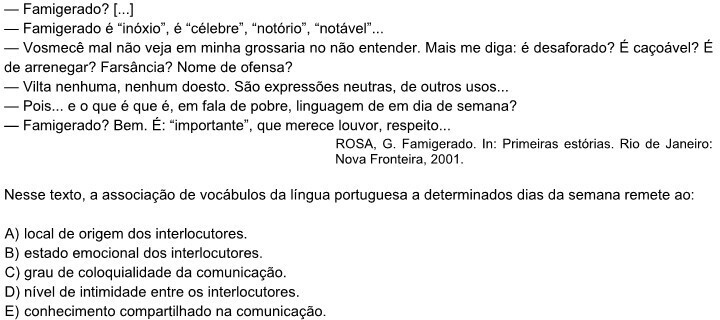 — Famigerado? [...]
— Famigerado é “inóxio”, é “célebre”, “notório”, “notável”...
— Vosmecê mal não veja em minha grossaria no não entender. Mais me diga: é desaforado? É caçoável? É
de arrenegar? Farsância? Nome de ofensa?
— Vilta nenhuma, nenhum doesto. São expressões neutras, de outros usos...
— Pois... e o que é que é, em fala de pobre, linguagem de em dia de semana?
— Famigerado? Bem. É: “importante”, que merece louvor, respeito...
ROSA, G. Famigerado. In: Primeiras estórias. Rio de Janeiro:
Nova Fronteira, 2001.
Nesse texto, a associação de vocábulos da língua portuguesa a determinados dias da semana remete ao:
A) local de origem dos interlocutores.
B) estado emocional dos interlocutores.
C) grau de coloquialidade da comunicação.
D) nível de intimidade entre os interlocutores.
E) conhecimento compartilhado na comunicação.